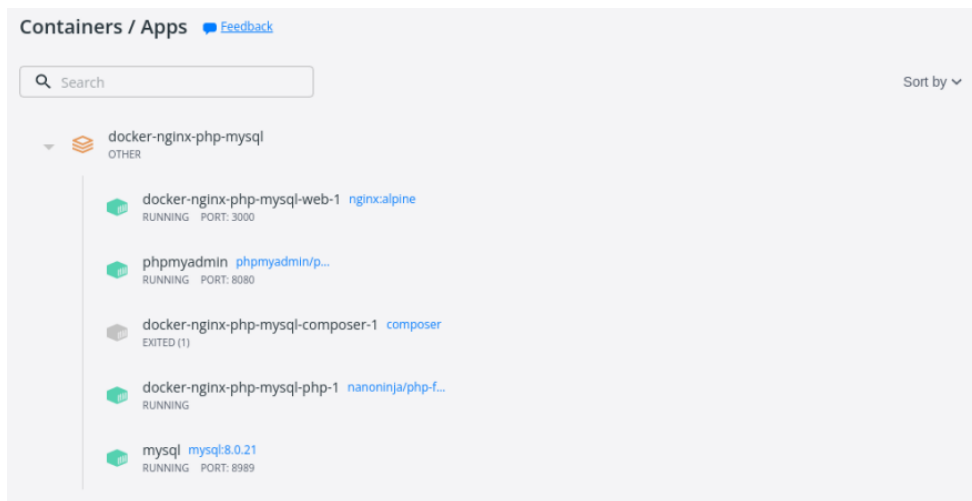 Containers / Apps Feedback
Search
Sort by
docker-nginx-php-mysql
OTHER
docker-nginx-php-mysql-web-1 nginx:alpine
RUNNING PORT: 3000
phpmyadmin phpmyadmin/p...
RUNNING PORT: 8080
docker-nginx-php-mysql-composer-1 composer
EXITED (1)
docker-nginx-php-mysql-php-1 nanoninja/php-f...
RUNNING
mysql mysql:8.0.21
RUNNING PORT: 8989